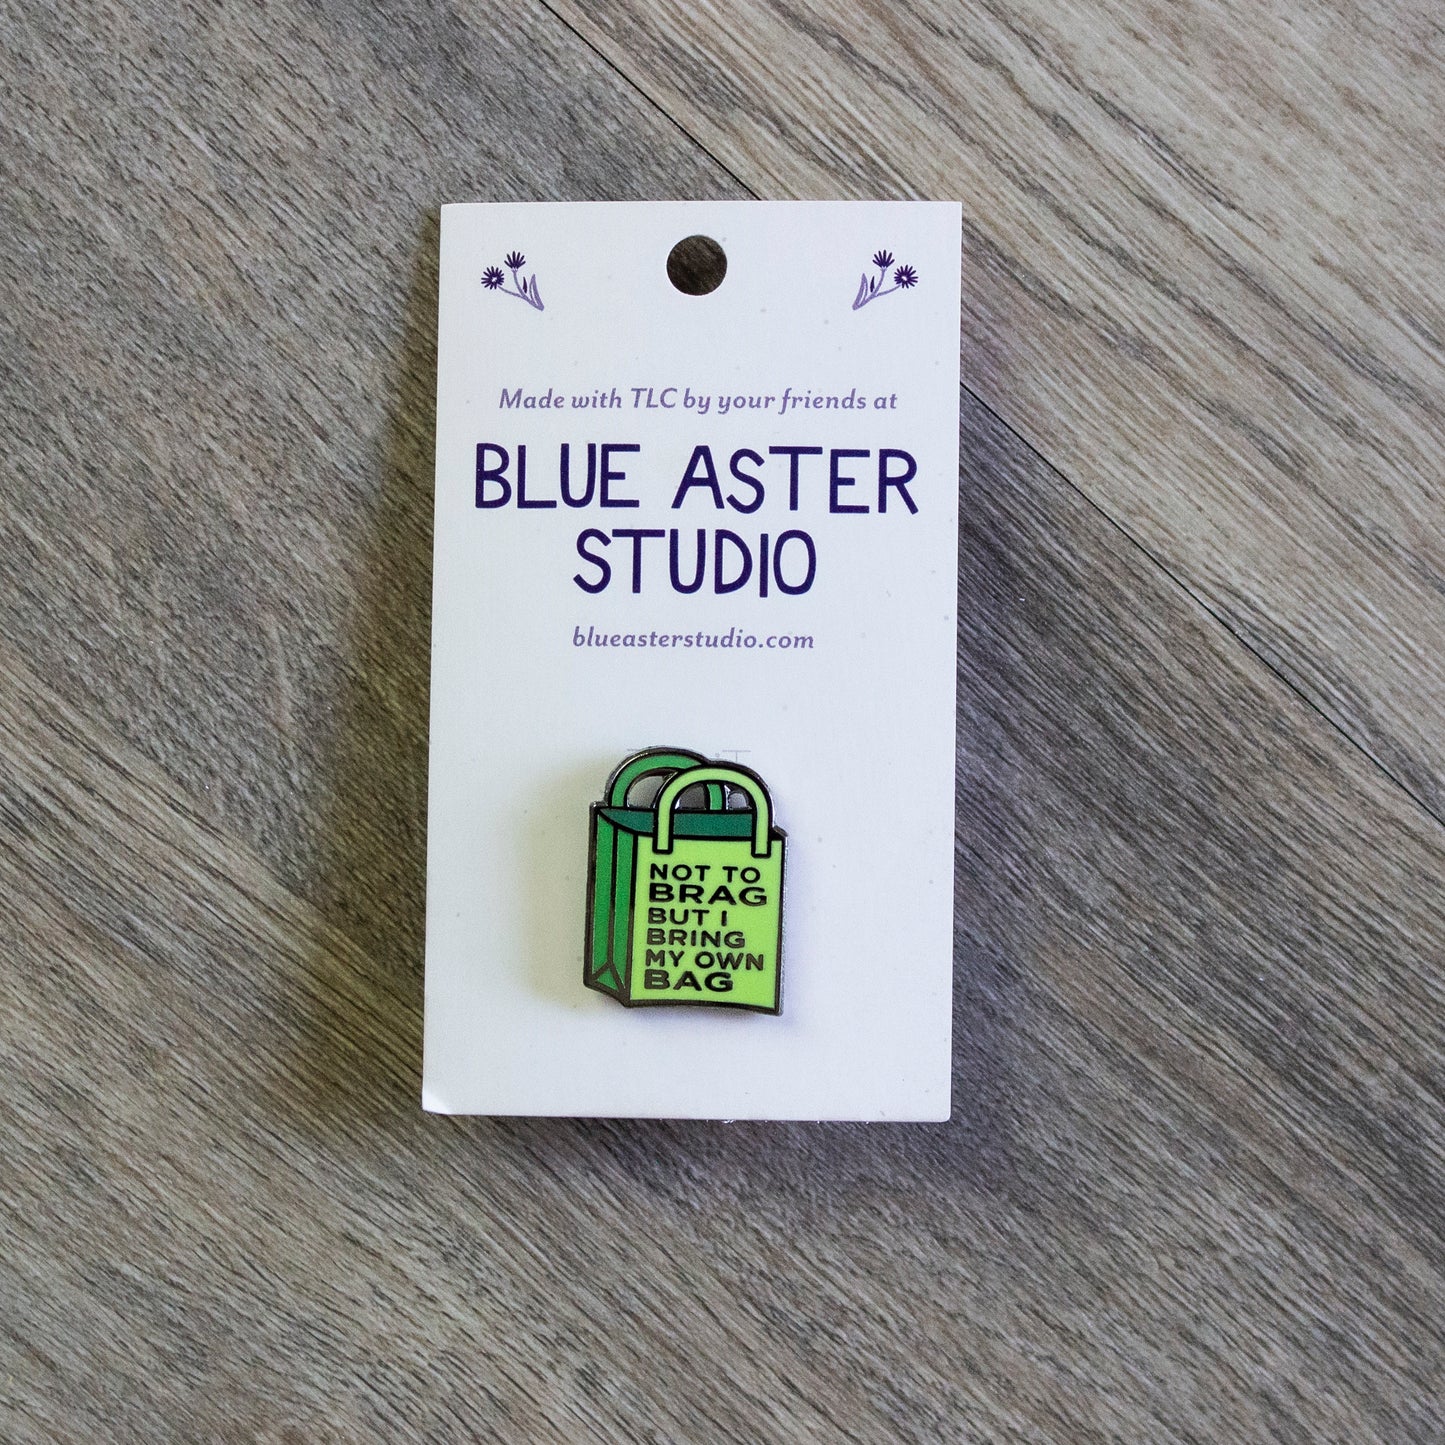 Made with TLC by your friends at
BLUE ASTER
STUDIO
blueasterstudio.com
NOT TO
BRAG
BUT I
BRING
MY OWN
BAG